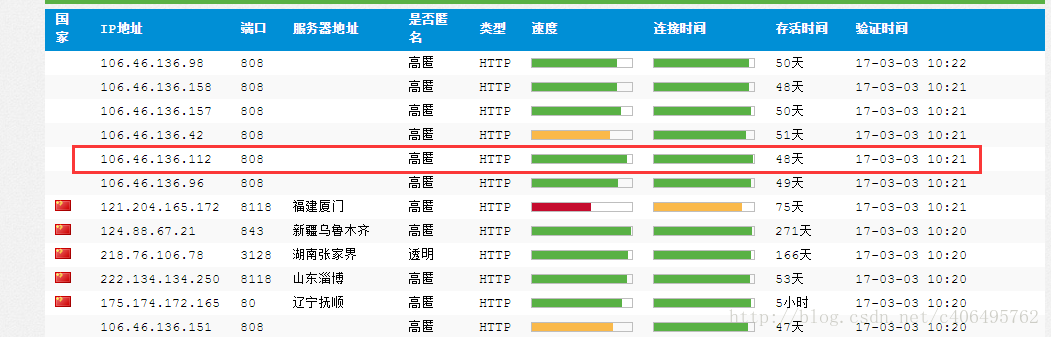 国家 IP地址 端口 服务器地址 是否匿名 类型 速度 连接时间 存活时间 验证时间
106.46.136.98 808 高匿 HTTP 50天 17-03-03 10:22
106.46.136.158 808 高匿 HTTP 48天 17-03-03 10:21
106.46.136.157 808 高匿 HTTP 50天 17-03-03 10:21
106.46.136.42 808 高匿 HTTP 51天 17-03-03 10:21
106.46.136.112 808 高匿 HTTP 48天 17-03-03 10:21
106.46.136.96 808 高匿 HTTP 49天 17-03-03 10:21
121.204.165.172 8118 福建厦门 高匿 HTTP 75天 17-03-03 10:21
124.88.67.21 843 新疆乌鲁木齐 高匿 HTTP 271天 17-03-03 10:20
218.76.106.78 3128 湖南张家界 透明 HTTP 166天 17-03-03 10:20
222.134.134.250 8118 山东淄博 高匿 HTTP 53天 17-03-03 10:20
175.174.172.165 80 辽宁抚顺 高匿 HTTP 5小时 17-03-03 10:20
106.46.136.151 808 高匿 HTTP 47天 17-03-03 10:20
http://blog.csdn.net/c406495762